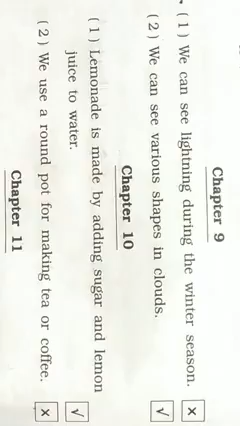 Chapter 9
(1) We can see lightning during the winter season. ☒
(2) We can see various shapes in clouds. ☑
Chapter 10
(1) Lemonade is made by adding sugar and lemon
juice to water. ☑
(2) We use a round pot for making tea or coffee. ☒
Chapter 11